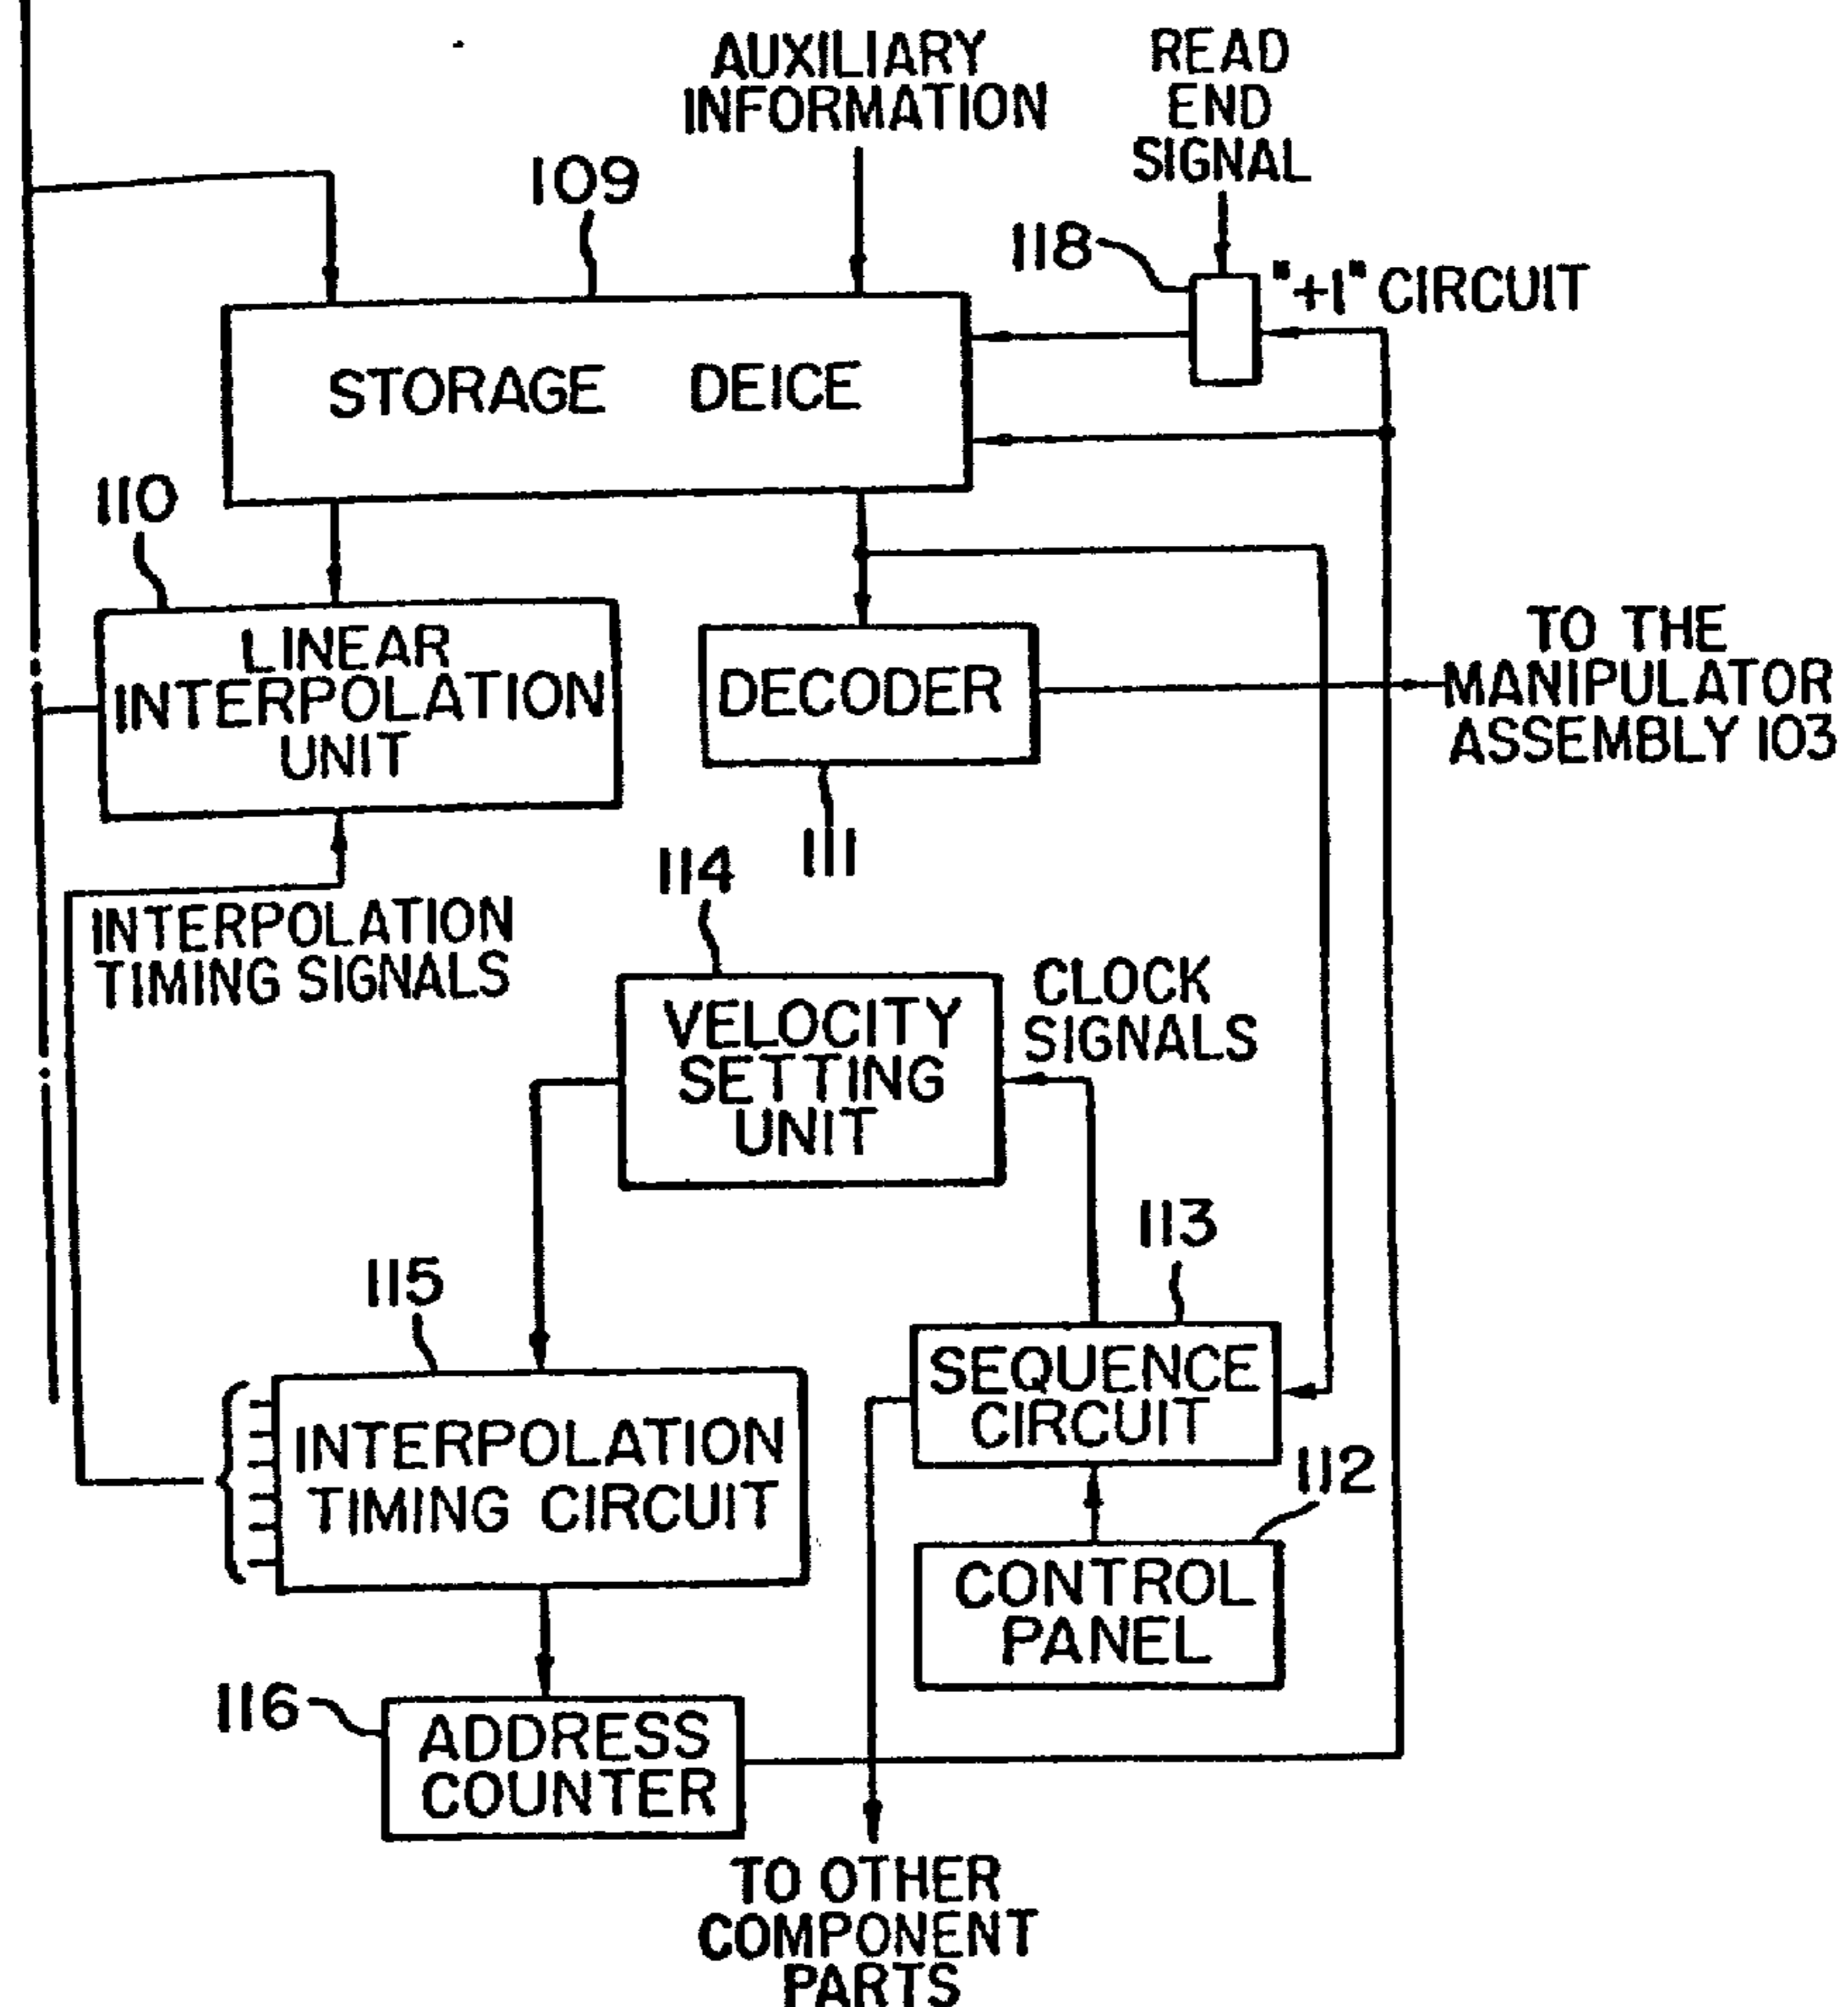 AUXILIARY
INFORMATION
READ
END
SIGNAL
109
118
"+1" CIRCUIT
STORAGE DEICE
110
LINEAR
INTERPOLATION
UNIT
DECODER
TO THE
MANIPULATOR
ASSEMBLY 103
111
114
INTERPOLATION
TIMING SIGNALS
VELOCITY
SETTING
UNIT
CLOCK
SIGNALS
113
115
SEQUENCE
CIRCUIT
INTERPOLATION
TIMING CIRCUIT
112
CONTROL
PANEL
116
ADDRESS
COUNTER
TO OTHER
COMPONENT
PARTS